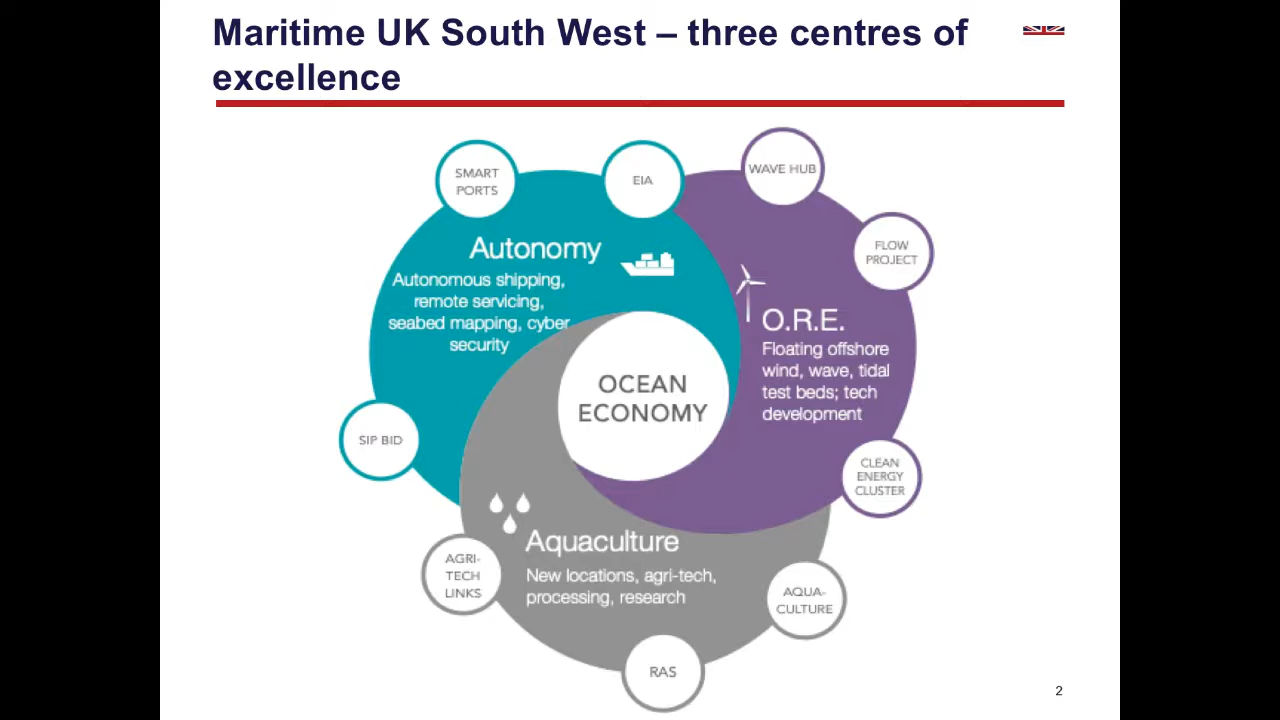 Maritime UK South West – three centres of
excellence
SMART
PORTS
EIA
WAVE HUB
FLOW
PROJECT
Autonomy
Autonomous shipping,
remote servicing,
seabed mapping, cyber
security
O.R.E.
Floating offshore
wind, wave, tidal
test beds; tech
development
OCEAN
ECONOMY
SIP BID
CLEAN
ENERGY
CLUSTER
Aquaculture
New locations, agri-tech,
processing, research
AGRI-
TECH
LINKS
AQUA-
CULTURE
RAS
2